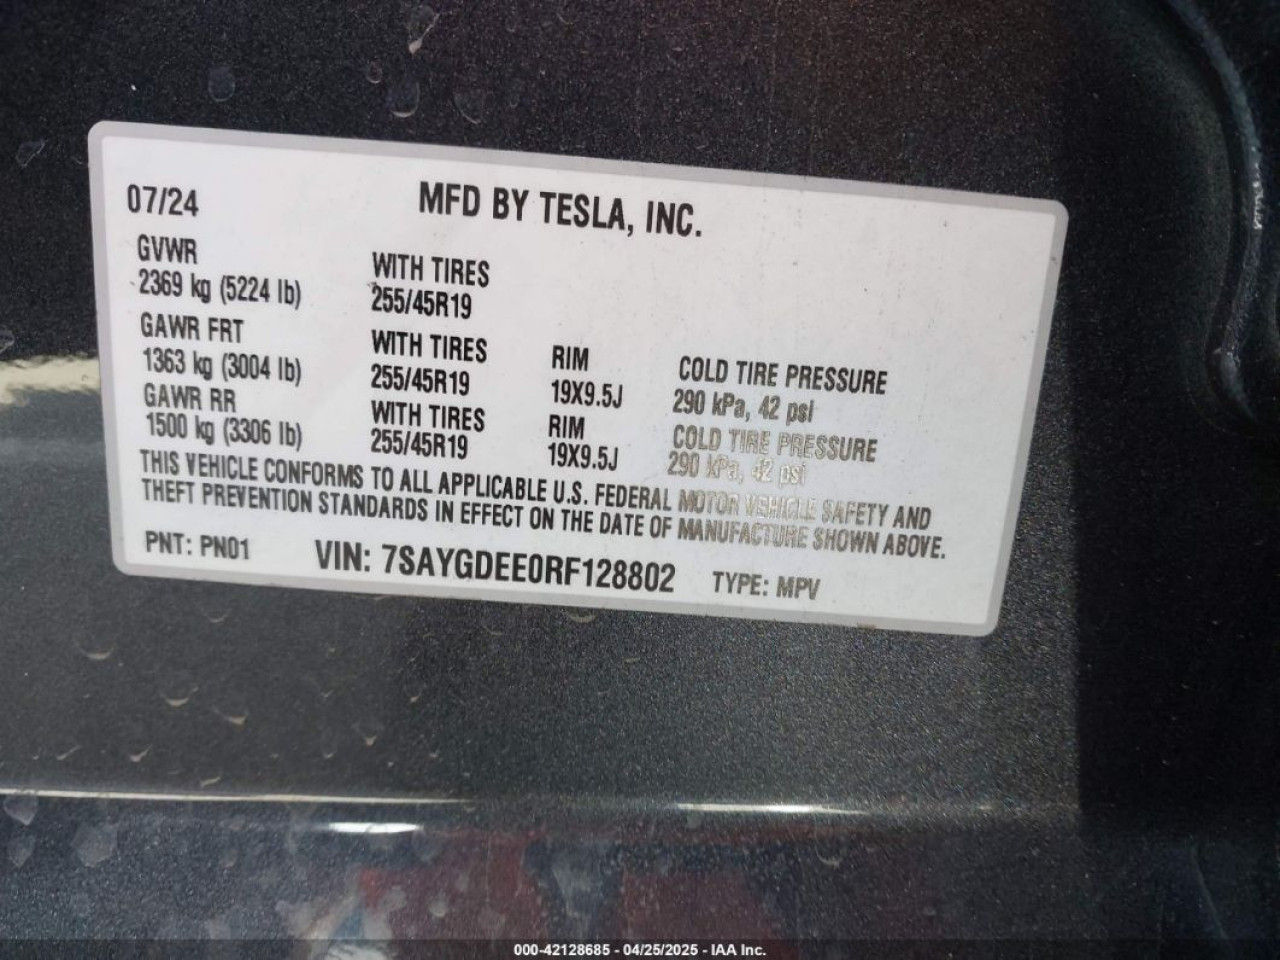 07/24 MFD BY TESLA, INC.
GVWR
2369 kg (5224 lb)
WITH TIRES
255/45R19
GAWR FRT
1363 kg (3004 lb)
WITH TIRES
255/45R19
RIM
19X9.5J
COLD TIRE PRESSURE
290 kPa, 42 psi
GAWR RR
1500 kg (3306 lb)
WITH TIRES
255/45R19
RIM
19X9.5J
COLD TIRE PRESSURE
290 kPa, 42 psi
THIS VEHICLE CONFORMS TO ALL APPLICABLE U.S. FEDERAL MOTOR VEHICLE SAFETY AND
THEFT PREVENTION STANDARDS IN EFFECT ON THE DATE OF MANUFACTURE SHOWN ABOVE.
PNT: PN01 VIN: 7SAYGDEE0RF128802 TYPE: MPV
000-42128685 - 04/25/2025 - IAA Inc.